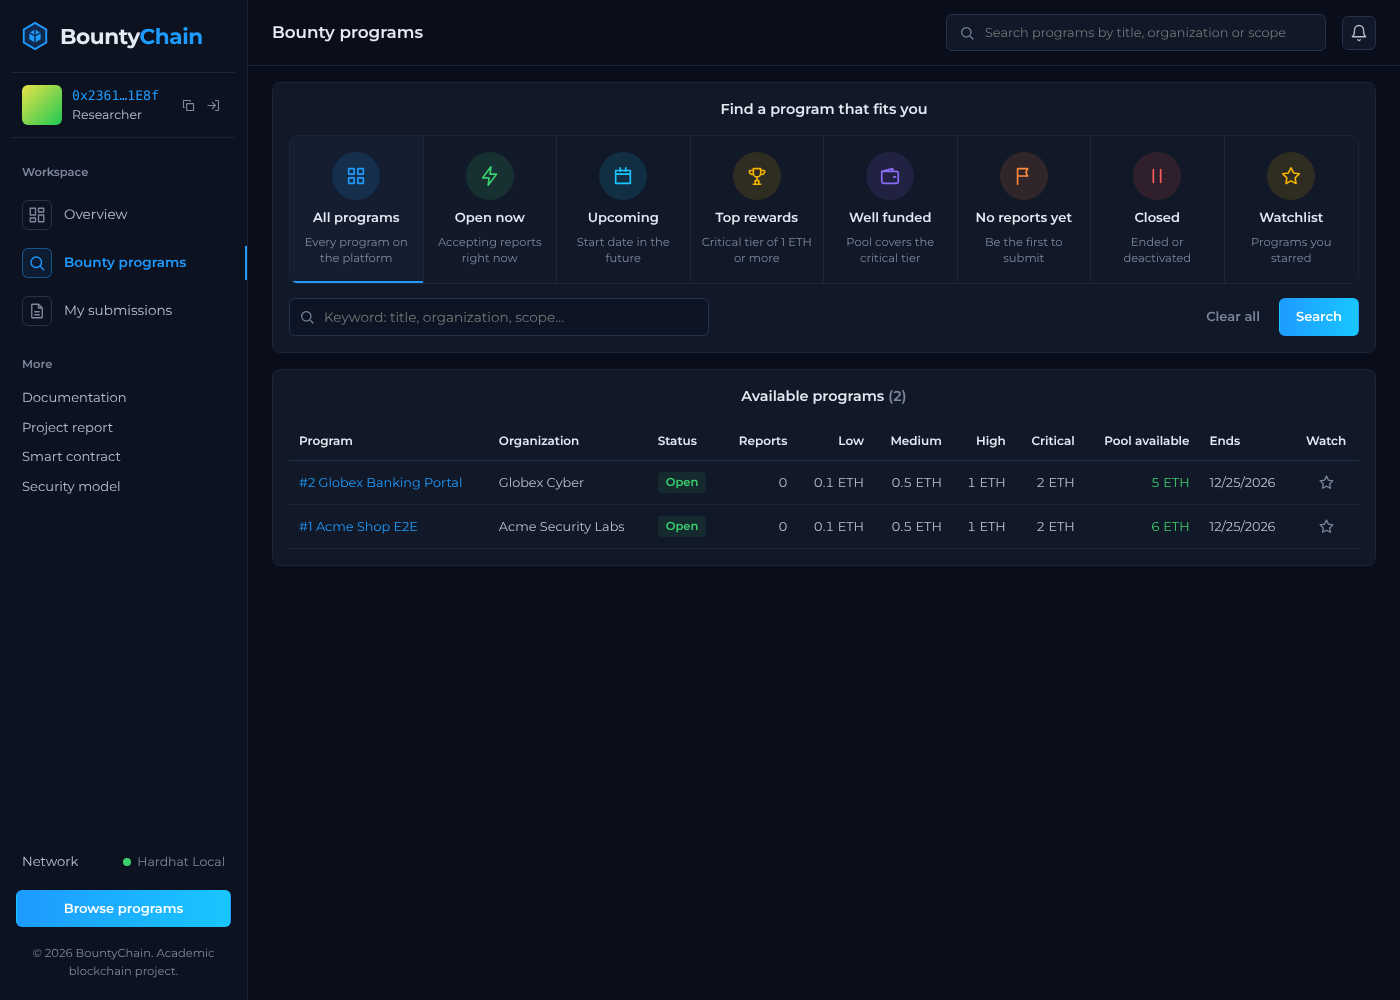 BountyChain
0x2361…1E8f
Researcher
Workspace
Overview
Bounty programs
My submissions
More
Documentation
Project report
Smart contract
Security model
Network
Hardhat Local
Browse programs
© 2026 BountyChain. Academic
blockchain project.
Bounty programs
Search programs by title, organization or scope
Find a program that fits you
All programs
Every program on
the platform
Open now
Accepting reports
right now
Upcoming
Start date in the
future
Top rewards
Critical tier of 1 ETH
or more
Well funded
Pool covers the
critical tier
No reports yet
Be the first to
submit
Closed
Ended or
deactivated
Watchlist
Programs you
starred
Keyword: title, organization, scope...
Clear all
Search
Available programs (2)
Program Organization Status Reports Low Medium High Critical Pool available Ends Watch
#2 Globex Banking Portal Globex Cyber Open 0 0.1 ETH 0.5 ETH 1 ETH 2 ETH 5 ETH 12/25/2026
#1 Acme Shop E2E Acme Security Labs Open 0 0.1 ETH 0.5 ETH 1 ETH 2 ETH 6 ETH 12/25/2026